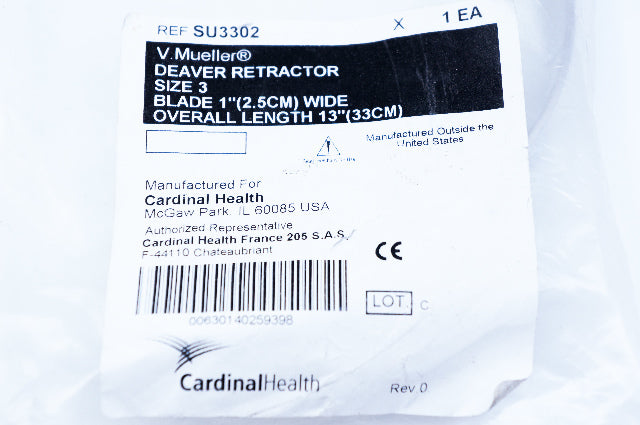 REF SU3302 X 1 EA
V.Mueller®
DEAVER RETRACTOR
SIZE 3
BLADE 1"(2.5CM) WIDE
OVERALL LENGTH 13"(33CM)
Manufactured Outside the
United States
Manufactured For
Cardinal Health
McGaw Park, IL 60085 USA
Authorized Representative
Cardinal Health France 205 S.A.S.
F-44110 Chateaubriant
CE
LOT C
00630140259398
CardinalHealth
Rev 0